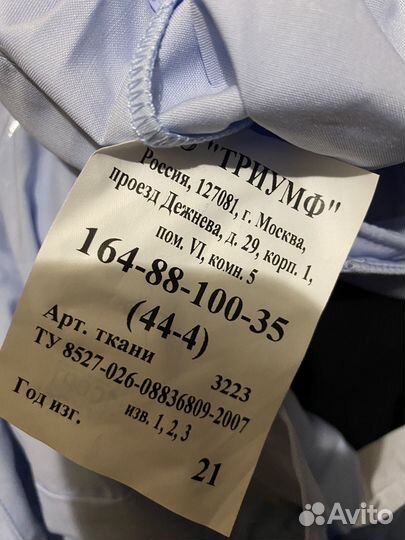 "ТРИУМФ"
Россия, 127081, г. Москва,
проезд Дежнева, д. 29, корп. 1,
пом. VI, комн. 5
164-88-100-35
(44-4)
Арт. ткани 3223
ТУ 8527-026-08836809-2007
изв. 1, 2, 3
Год изг. 21
Avito